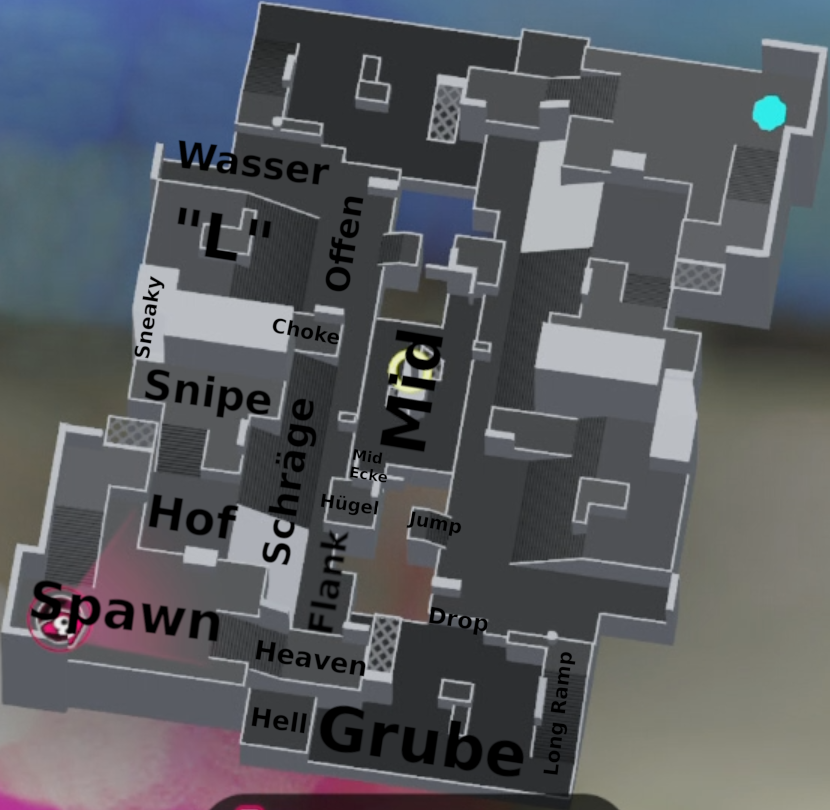 Wasser
"L"
Offen
Sneaky
Choke
Mid
Snipe
Schräge
Mid
Ecke
Hügel
Jump
Hof
Flank
Spawn
Drop
Heaven
Long Ramp
Hell
Grube